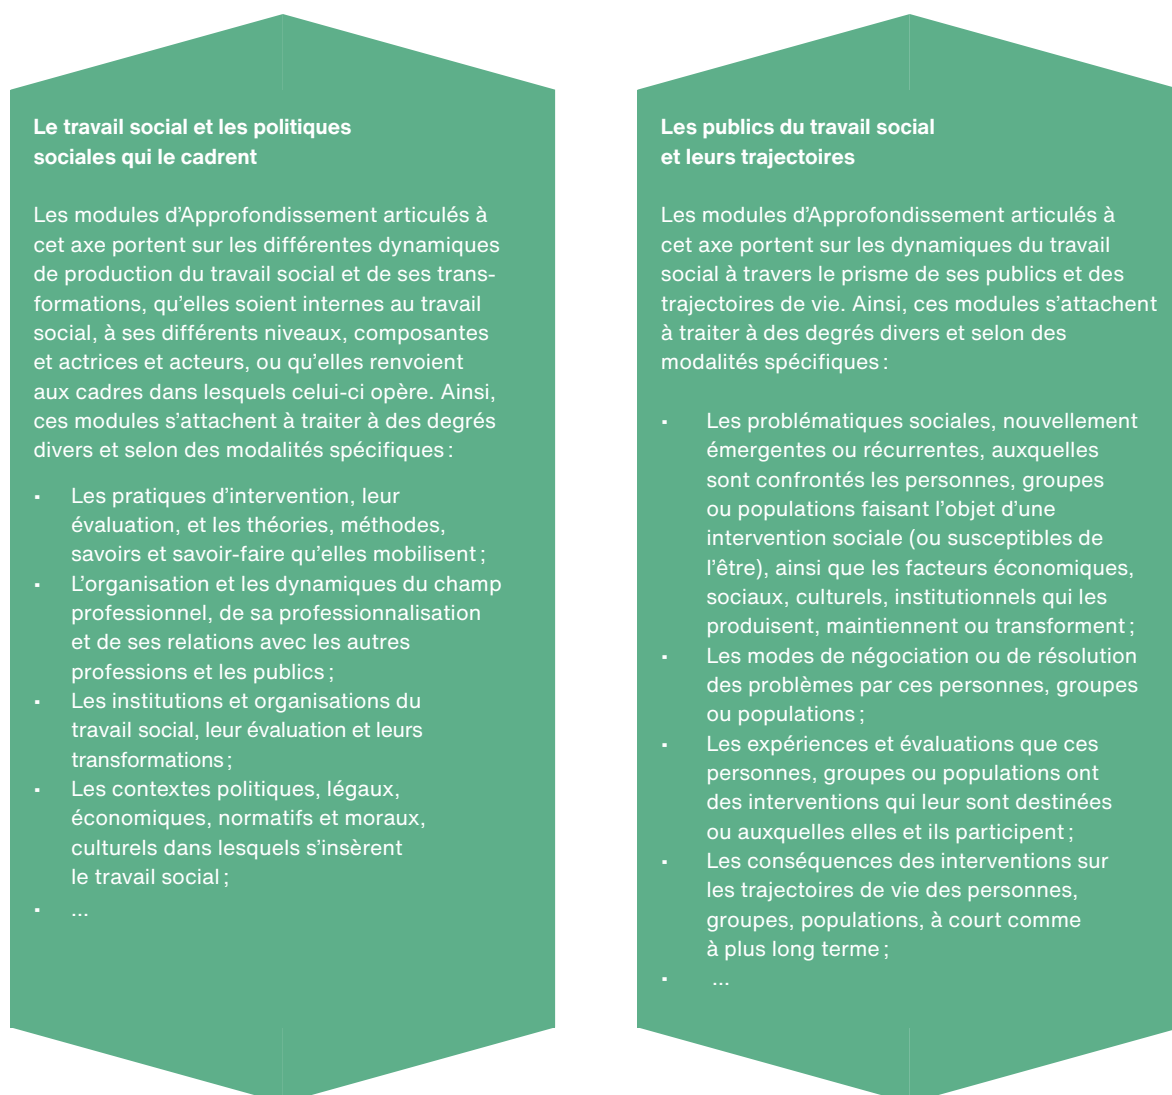 Le travail social et les politiques
sociales qui le cadrent
Les modules d’Approfondissement articulés à
cet axe portent sur les différentes dynamiques
de production du travail social et de ses trans-
formations, qu’elles soient internes au travail
social, à ses différents niveaux, composantes
et actrices et acteurs, ou qu’elles renvoient
aux cadres dans lesquels celui-ci opère. Ainsi,
ces modules s’attachent à traiter à des degrés
divers et selon des modalités spécifiques :
▪ Les pratiques d’intervention, leur
évaluation, et les théories, méthodes,
savoirs et savoir-faire qu’elles mobilisent ;
▪ L’organisation et les dynamiques du champ
professionnel, de sa professionnalisation
et de ses relations avec les autres
professions et les publics ;
▪ Les institutions et organisations du
travail social, leur évaluation et leurs
transformations ;
▪ Les contextes politiques, légaux,
économiques, normatifs et moraux,
culturels dans lesquels s’insèrent
le travail social ;
▪ ...
Les publics du travail social
et leurs trajectoires
Les modules d’Approfondissement articulés à
cet axe portent sur les dynamiques du travail
social à travers le prisme de ses publics et des
trajectoires de vie. Ainsi, ces modules s’attachent
à traiter à des degrés divers et selon des
modalités spécifiques :
▪ Les problématiques sociales, nouvellement
émergentes ou récurrentes, auxquelles
sont confrontés les personnes, groupes
ou populations faisant l’objet d’une
intervention sociale (ou susceptibles de
l’être), ainsi que les facteurs économiques,
sociaux, culturels, institutionnels qui les
produisent, maintiennent ou transforment ;
▪ Les modes de négociation ou de résolution
des problèmes par ces personnes, groupes
ou populations ;
▪ Les expériences et évaluations que ces
personnes, groupes ou populations ont
des interventions qui leur sont destinées
ou auxquelles elles et ils participent ;
▪ Les conséquences des interventions sur
les trajectoires de vie des personnes,
groupes, populations, à court comme
à plus long terme ;
▪ ...